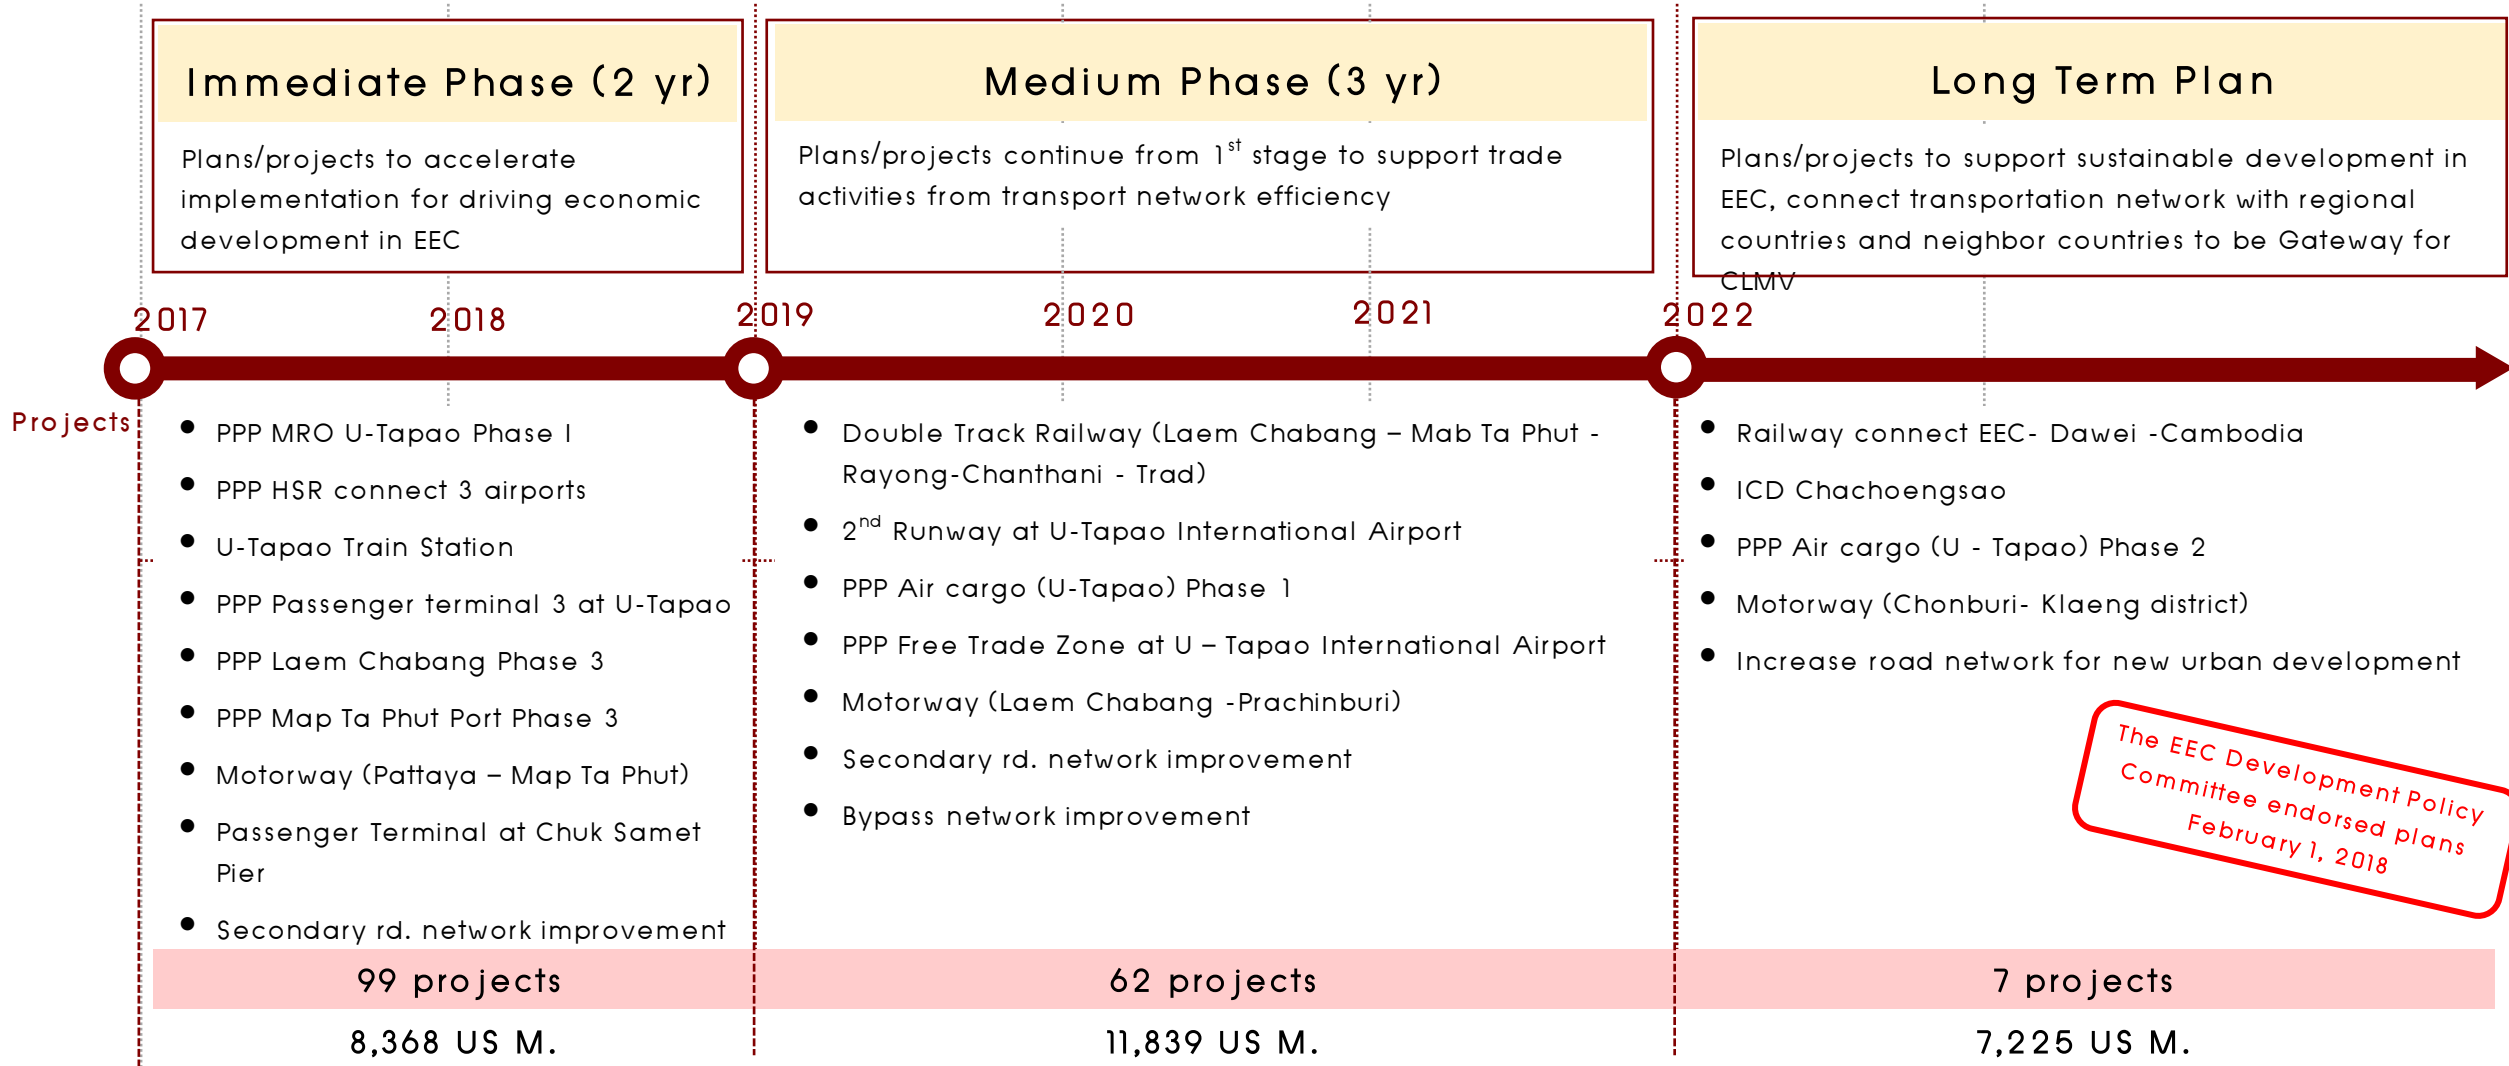 Immediate Phase (2 yr)
Plans/projects to accelerate
implementation for driving economic
development in EEC
Medium Phase (3 yr)
Plans/projects continue from 1st stage to support trade
activities from transport network efficiency
Long Term Plan
Plans/projects to support sustainable development in
EEC, connect transportation network with regional
countries and neighbor countries to be Gateway for
CLMV
2017
2018
2019
2020
2021
2022
Projects
• PPP MRO U-Tapao Phase I
• PPP HSR connect 3 airports
• U-Tapao Train Station
• PPP Passenger terminal 3 at U-Tapao
• PPP Laem Chabang Phase 3
• PPP Map Ta Phut Port Phase 3
• Motorway (Pattaya – Map Ta Phut)
• Passenger Terminal at Chuk Samet
Pier
• Secondary rd. network improvement
• Double Track Railway (Laem Chabang – Mab Ta Phut -
Rayong-Chanthani - Trad)
• 2nd Runway at U-Tapao International Airport
• PPP Air cargo (U-Tapao) Phase 1
• PPP Free Trade Zone at U – Tapao International Airport
• Motorway (Laem Chabang -Prachinburi)
• Secondary rd. network improvement
• Bypass network improvement
• Railway connect EEC- Dawei -Cambodia
• ICD Chachoengsao
• PPP Air cargo (U - Tapao) Phase 2
• Motorway (Chonburi- Klaeng district)
• Increase road network for new urban development
The EEC Development Policy
Committee endorsed plans
February 1, 2018
99 projects
62 projects
7 projects
8,368 US M.
11,839 US M.
7,225 US M.